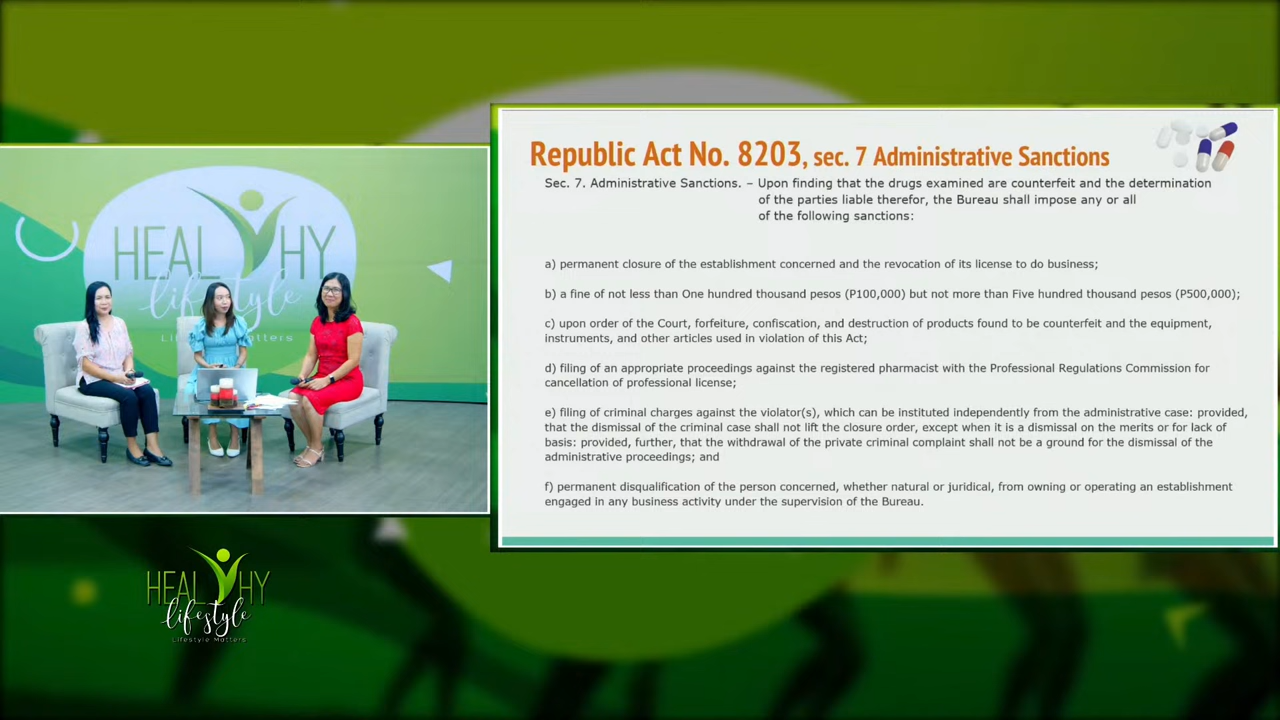 HEALTHY
lifestyle
Lifestyle Matters
Republic Act No. 8203, sec. 7 Administrative Sanctions
Sec. 7. Administrative Sanctions. – Upon finding that the drugs examined are counterfeit and the determination
of the parties liable therefor, the Bureau shall impose any or all
of the following sanctions:
a) permanent closure of the establishment concerned and the revocation of its license to do business;
b) a fine of not less than One hundred thousand pesos (P100,000) but not more than Five hundred thousand pesos (P500,000);
c) upon order of the Court, forfeiture, confiscation, and destruction of products found to be counterfeit and the equipment,
instruments, and other articles used in violation of this Act;
d) filing of an appropriate proceedings against the registered pharmacist with the Professional Regulations Commission for
cancellation of professional license;
e) filing of criminal charges against the violator(s), which can be instituted independently from the administrative case: provided,
that the dismissal of the criminal case shall not lift the closure order, except when it is a dismissal on the merits or for lack of
basis: provided, further, that the withdrawal of the private criminal complaint shall not be a ground for the dismissal of the
administrative proceedings; and
f) permanent disqualification of the person concerned, whether natural or juridical, from owning or operating an establishment
engaged in any business activity under the supervision of the Bureau.
HEALTHY
lifestyle
Lifestyle Matters